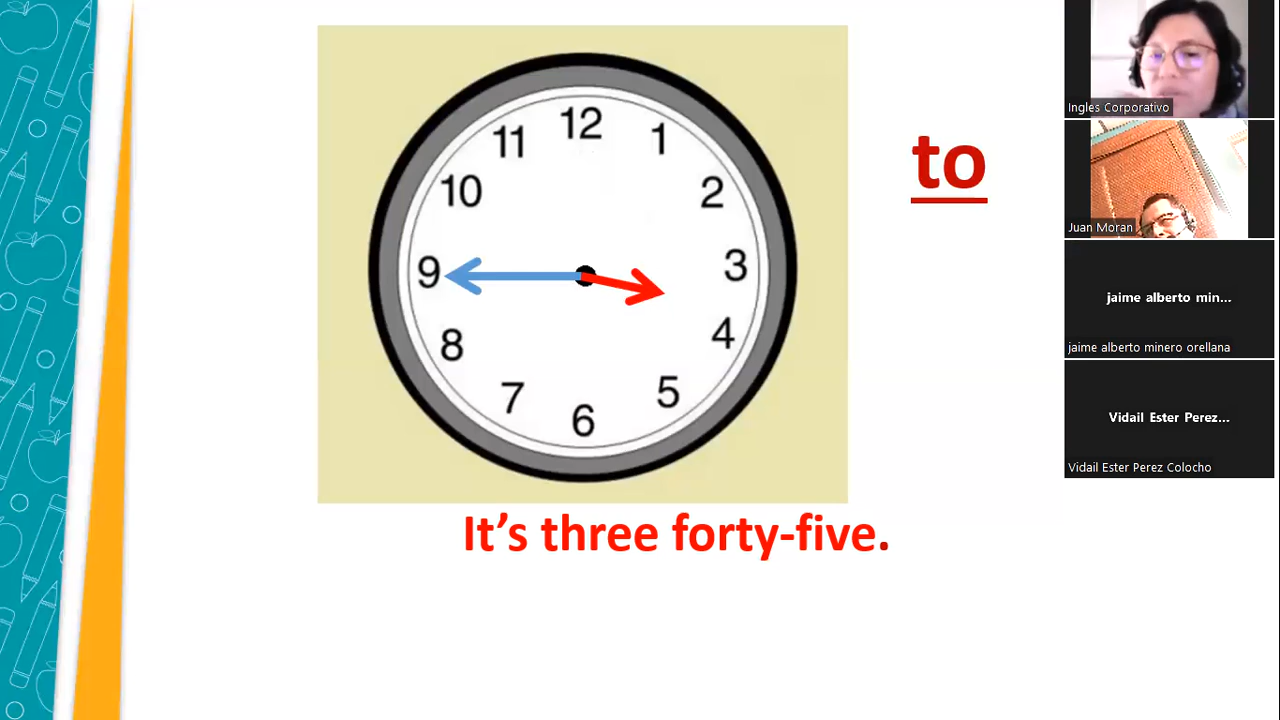 12
11
1
10
2
9
3
8
4
7
5
6
to
It's three forty-five.
Ingles Corporativo
Juan Moran
jaime alberto min...
jaime alberto minero orellana
Vidail Ester Perez...
Vidail Ester Perez Colocho